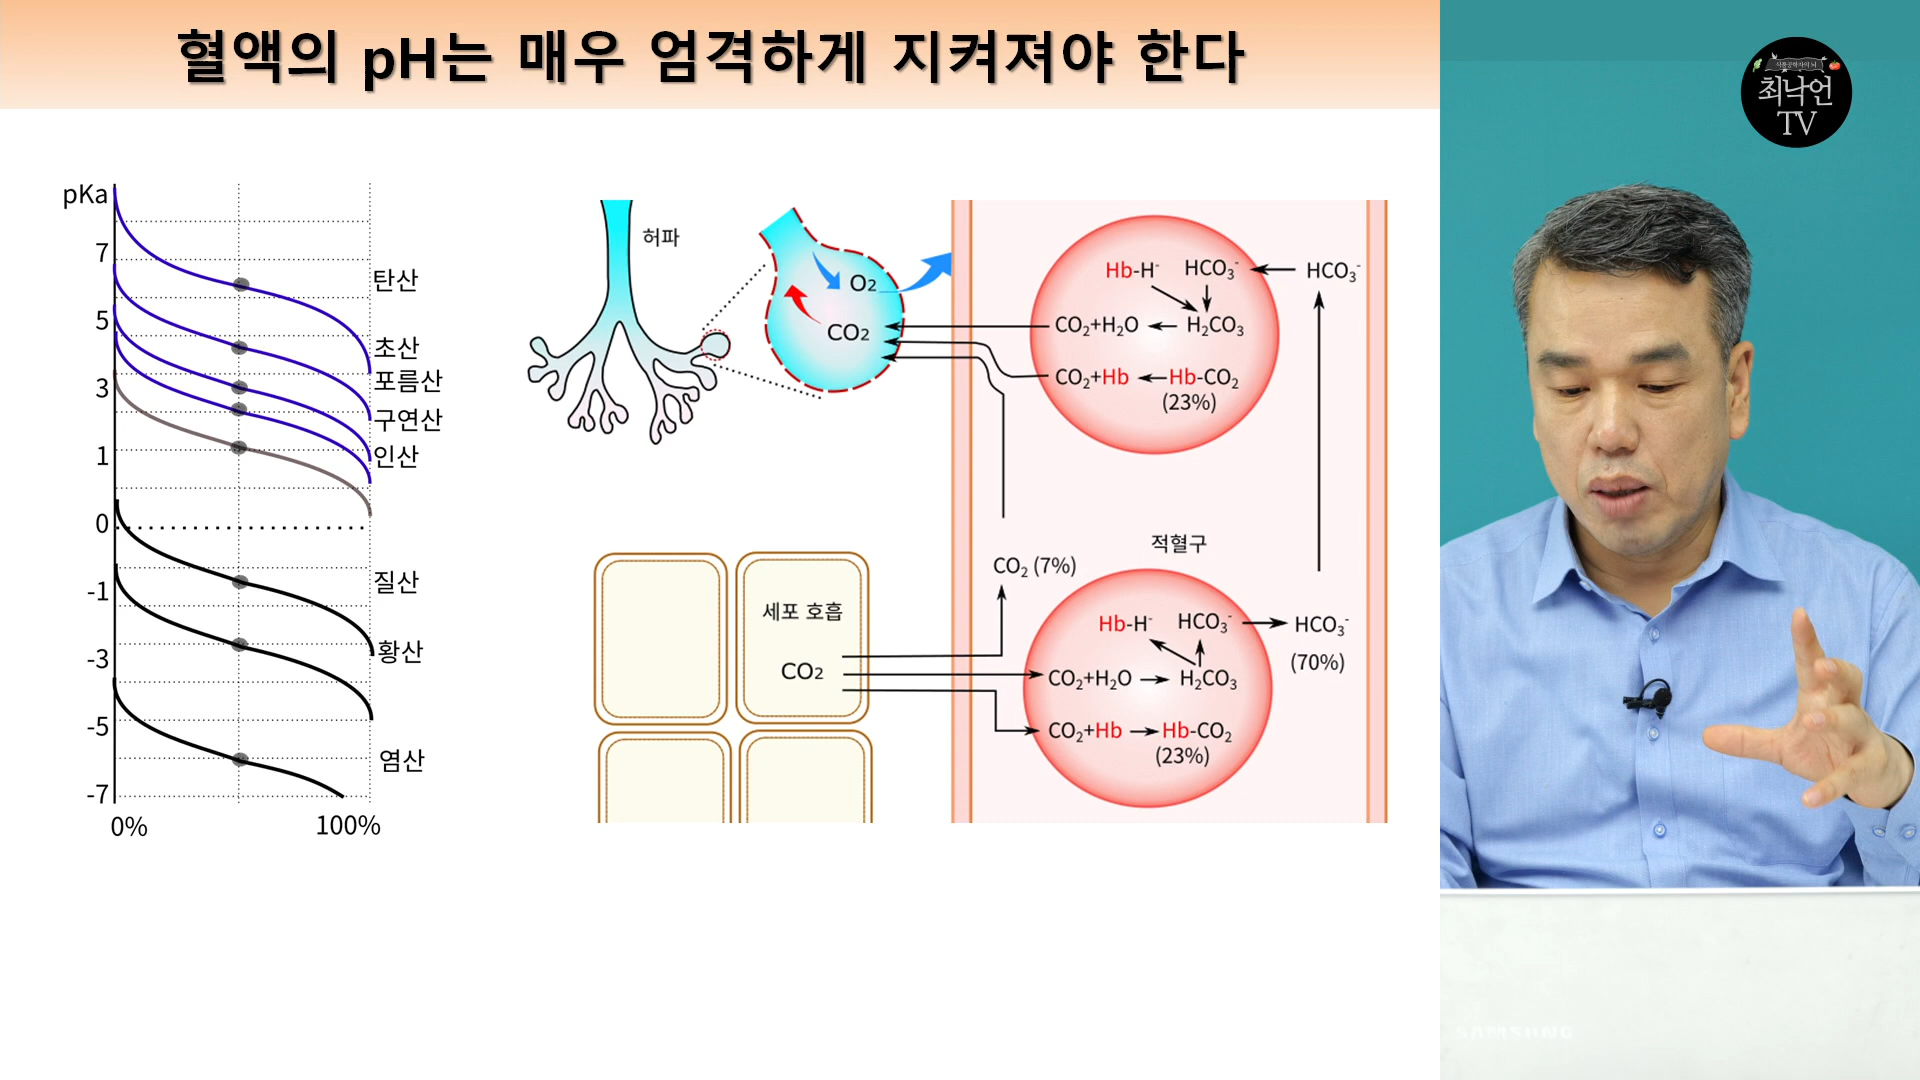 혈액의 pH는 매우 엄격하게 지켜져야 한다
최낙언
TV
pKa
7
5
3
1
0
-1
-3
-5
-7
0%
100%
탄산
초산
포름산
구연산
인산
질산
황산
염산
허파
O₂
CO₂
Hb-H⁻
HCO₃⁻
HCO₃⁻
CO₂+H₂O
H₂CO₃
CO₂+Hb
Hb-CO₂
(23%)
적혈구
CO₂ (7%)
세포 호흡
CO₂
Hb-H⁻
HCO₃⁻
HCO₃⁻
(70%)
CO₂+H₂O
H₂CO₃
CO₂+Hb
Hb-CO₂
(23%)
SAMSUNG